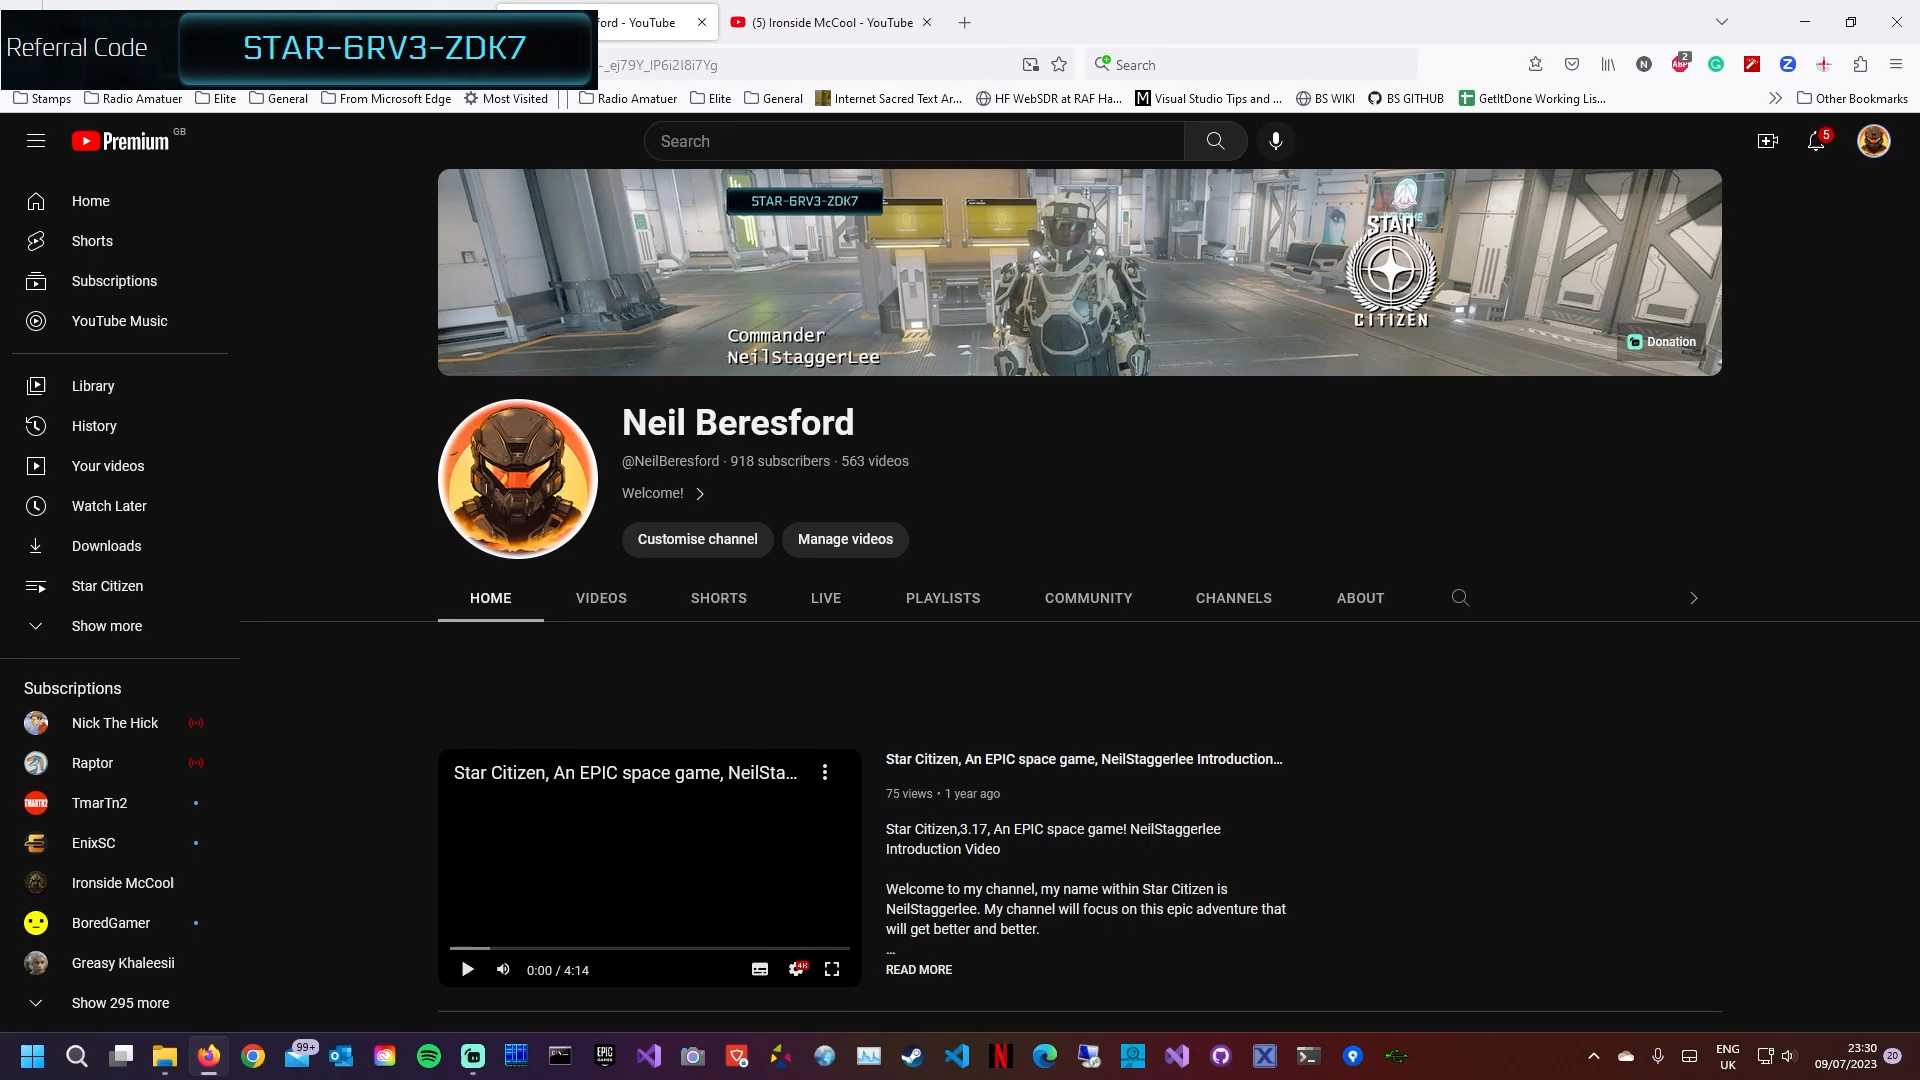 Referral Code STAR-6RV3-ZDK7
ford - YouTube
(5) Ironside McCool - YouTube
-_ej79Y_lP6i2I8i7Yg
Search
2
Stamps
Radio Amatuer
Elite
General
From Microsoft Edge
Most Visited
Radio Amatuer
Elite
General
Internet Sacred Text Ar...
HF WebSDR at RAF Ha...
Visual Studio Tips and ...
BS WIKI
BS GITHUB
GetItDone Working Lis...
Other Bookmarks
Premium GB
Search
5
Home
Shorts
Subscriptions
YouTube Music
Library
History
Your videos
Watch Later
Downloads
Star Citizen
Show more
Subscriptions
Nick The Hick
Raptor
TmarTn2
EnixSC
Ironside McCool
BoredGamer
Greasy Khaleesii
Show 295 more
STAR-6RV3-ZDK7
Commander
NeilStaggerLee
STAR
CITIZEN
Donation
Neil Beresford
@NeilBeresford · 918 subscribers · 563 videos
Welcome!
Customise channel
Manage videos
HOME
VIDEOS
SHORTS
LIVE
PLAYLISTS
COMMUNITY
CHANNELS
ABOUT
Star Citizen, An EPIC space game, NeilSta...
0:00 / 4:14
4K
Star Citizen, An EPIC space game, NeilStaggerlee Introduction...
75 views • 1 year ago
Star Citizen,3.17, An EPIC space game! NeilStaggerlee
Introduction Video
Welcome to my channel, my name within Star Citizen is
NeilStaggerlee. My channel will focus on this epic adventure that
will get better and better.
...
READ MORE
99+
EPIC
ENG
UK
23:30
09/07/2023
20